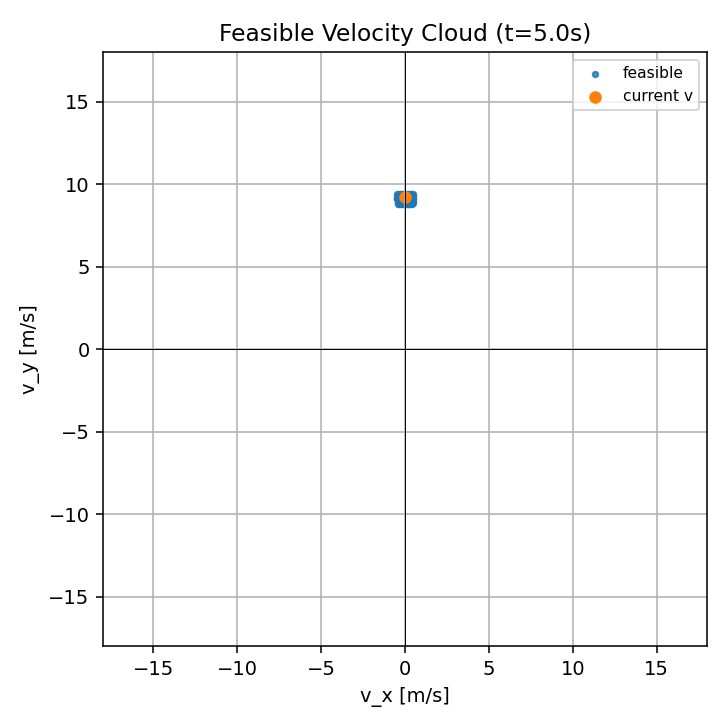 Feasible Velocity Cloud (t=5.0s)
feasible
current v
15
10
5
0
−5
−10
−15
v_y [m/s]
−15 −10 −5 0 5 10 15
v_x [m/s]